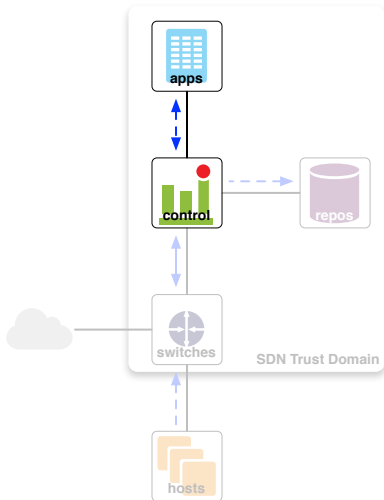 apps
control
repos
switches
SDN Trust Domain
hosts